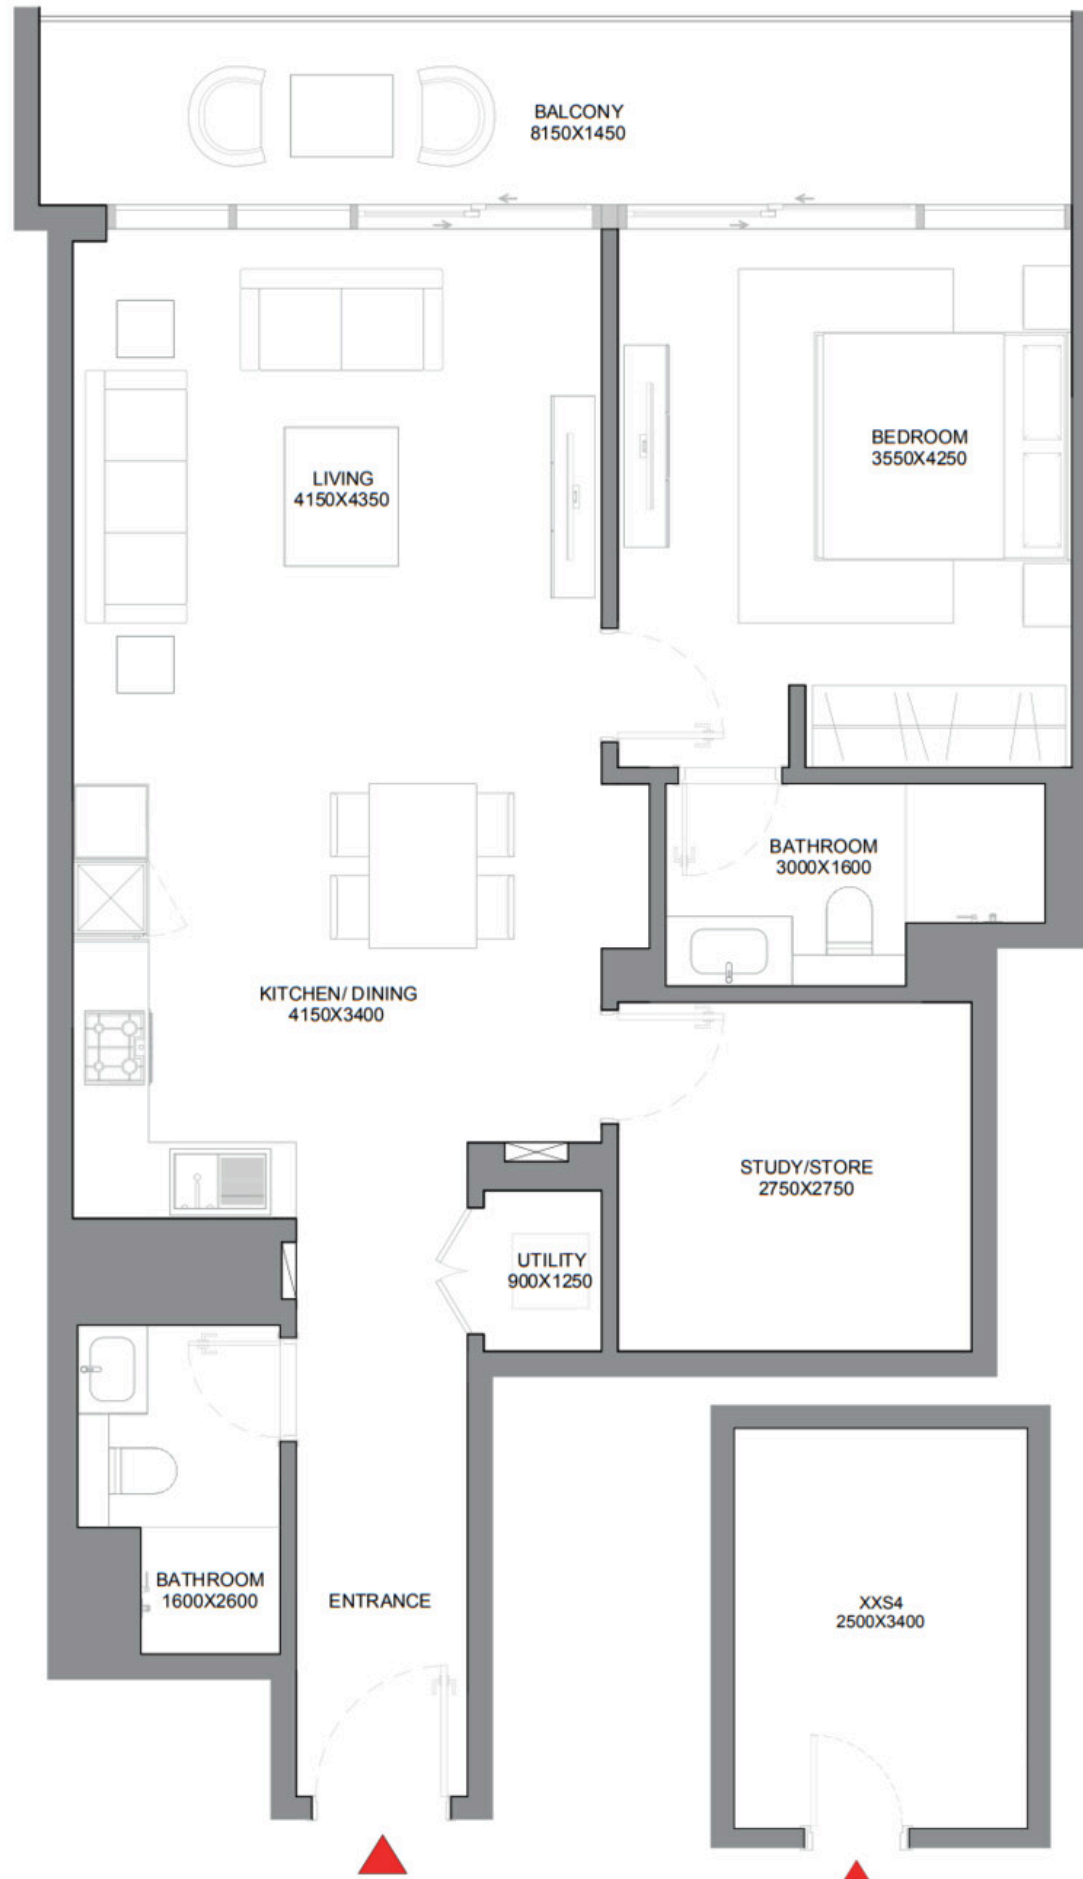 BALCONY
8150X1450
BEDROOM
3550X4250
LIVING
4150X4350
BATHROOM
3000X1600
KITCHEN/ DINING
4150X3400
STUDY/STORE
2750X2750
UTILITY
900X1250
BATHROOM
1600X2600
ENTRANCE
XXS4
2500X3400